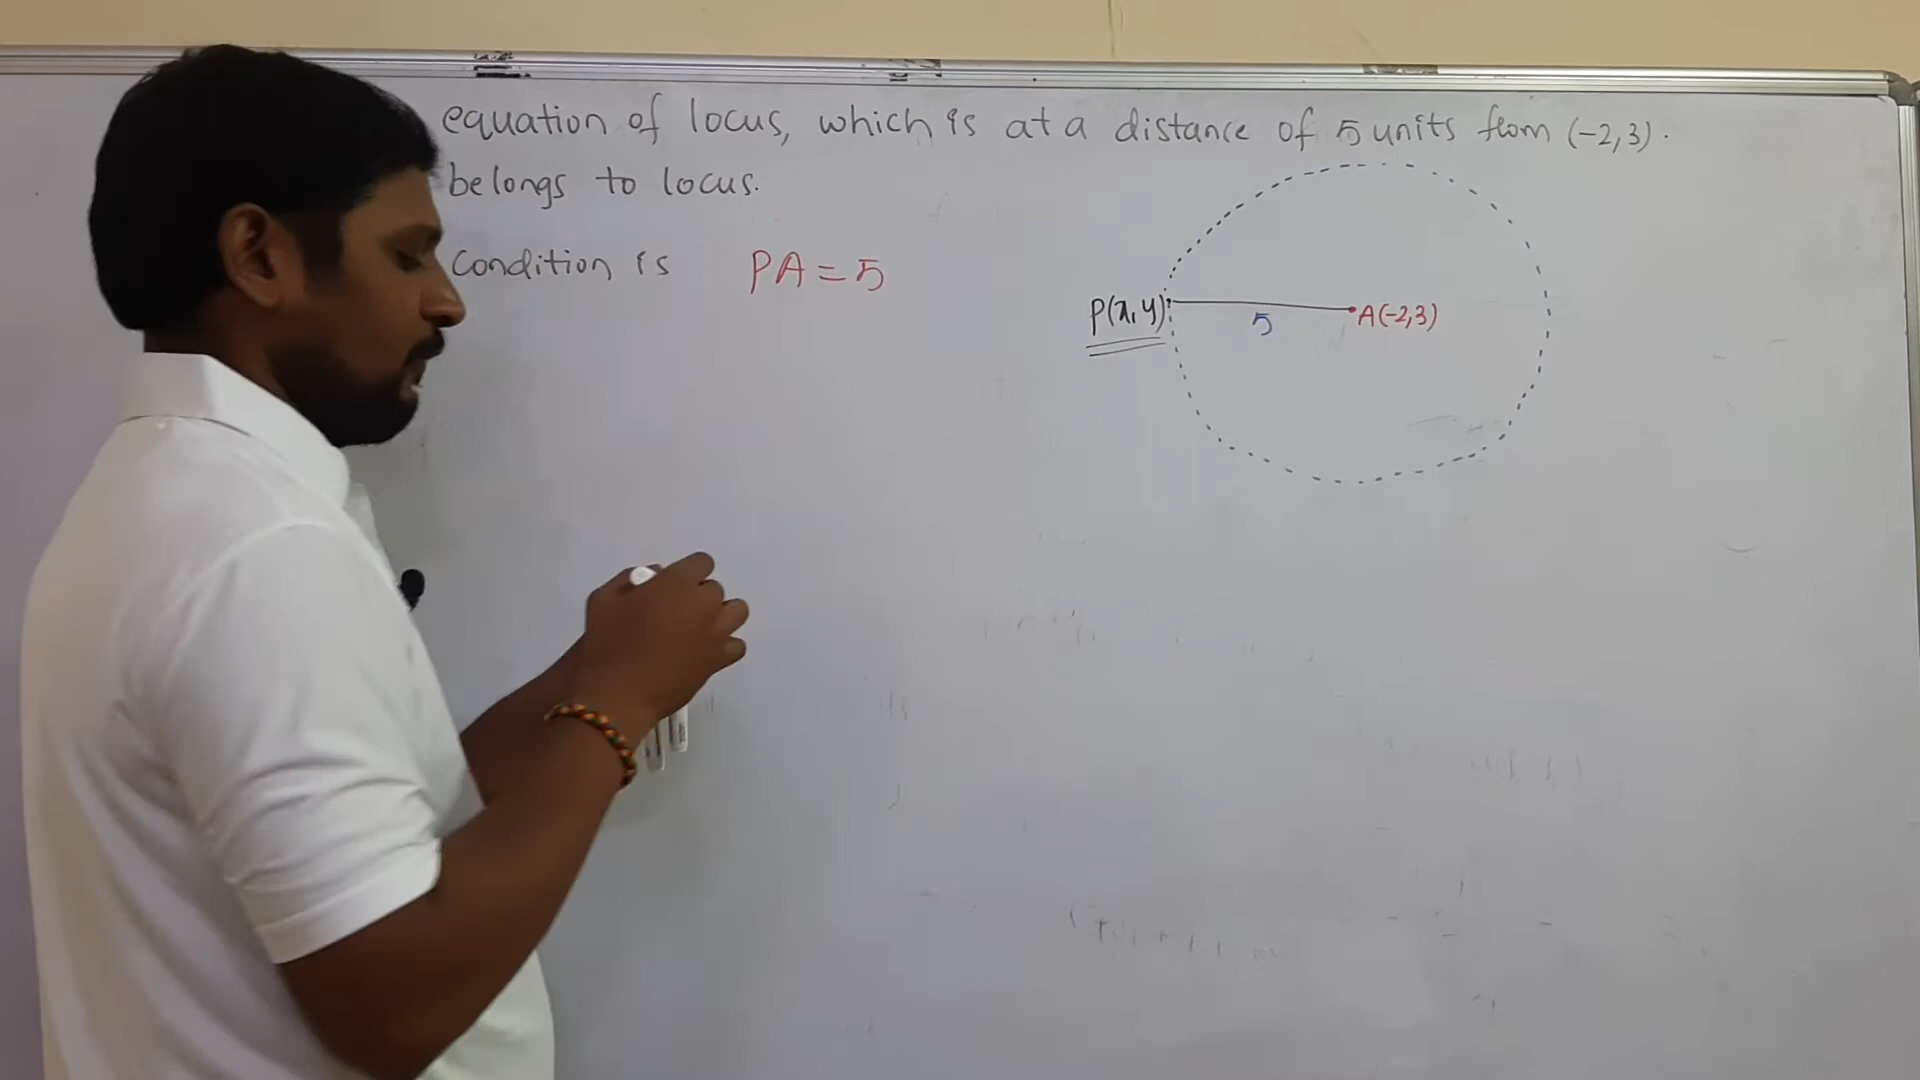 equation of locus, which is at a distance of 5 units from (-2,3).
belongs to locus.
condition is PA = 5
P(x, y)
5
A(-2,3)